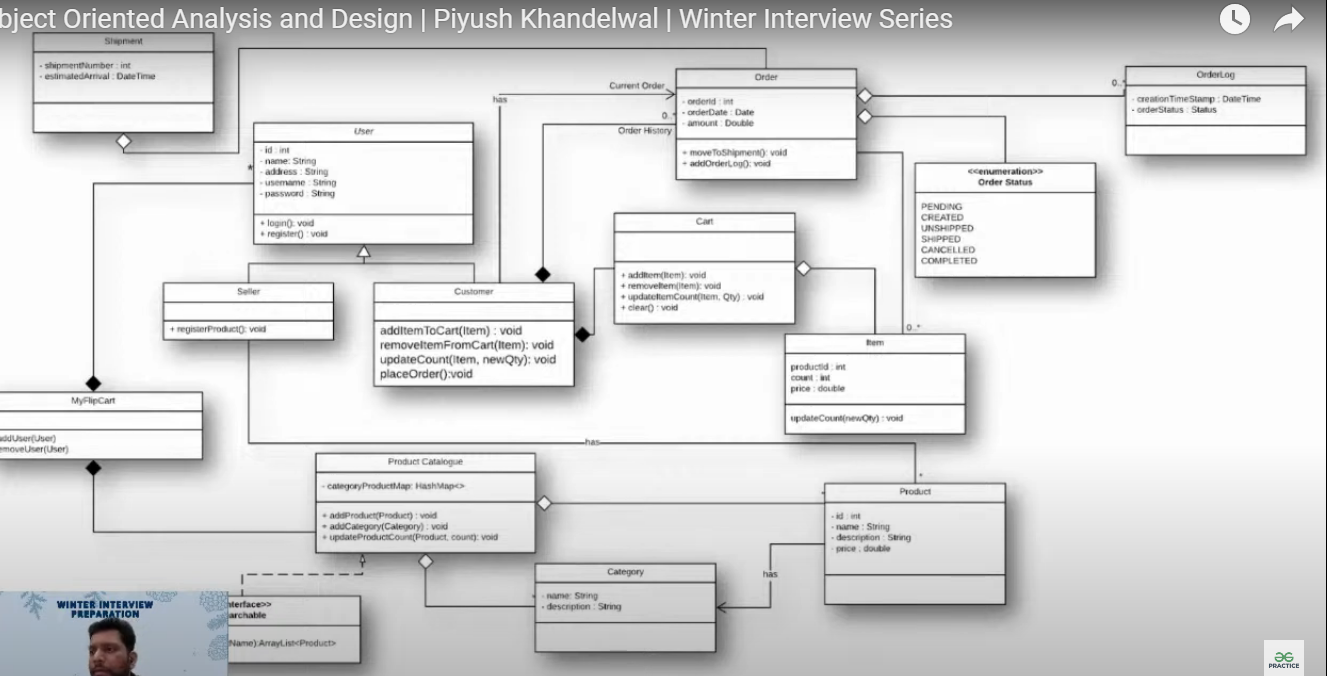 bject Oriented Analysis and Design | Piyush Khandelwal | Winter Interview Series
Shipment
- shipmentNumber : int
- estimatedArrival : DateTime
User
- id : int
- name: String
- address : String
- username : String
- password : String
+ login(): void
+ register() : void
*
has
Current Order
0..*
Order History
Order
- orderId : int
- orderDate : Date
- amount : Double
+ moveToShipment(): void
+ addOrderLog(): void
0..*
OrderLog
- creationTimeStamp : DateTime
- orderStatus : Status
<<enumeration>>
Order Status
PENDING
CREATED
UNSHIPPED
SHIPPED
CANCELLED
COMPLETED
Cart
+ addItem(Item): void
+ removeItem(Item): void
+ updateItemCount(Item, Qty) : void
+ clear() : void
Seller
+ registerProduct(): void
Customer
addItemToCart(Item) : void
removeItemFromCart(Item): void
updateCount(Item, newQty): void
placeOrder():void
0..*
Item
productId : int
count : int
price : double
updateCount(newQty) : void
MyFlipCart
addUser(User)
emoveUser(User)
has
Product Catalogue
- categoryProductMap: HashMap<>
+ addProduct(Product) : void
+ addCategory(Category) : void
+ updateProductCount(Product, count): void
*
Product
- id : int
- name : String
- description : String
- price : double
has
Category
- name: String
- description : String
nterface>>
archable
Name):ArrayList<Product>
WINTER INTERVIEW
PREPARATION
PRACTICE